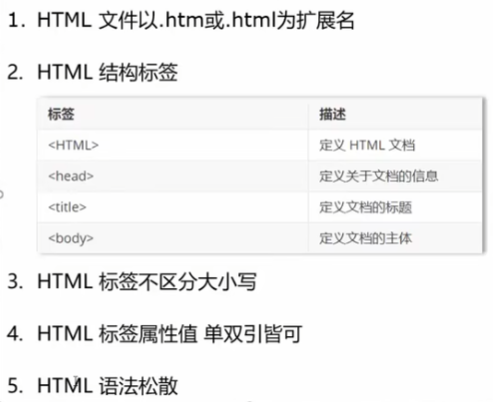 1. HTML 文件以.htm或.html为扩展名
2. HTML 结构标签
标签 描述
<HTML> 定义 HTML 文档
<head> 定义关于文档的信息
<title> 定义文档的标题
<body> 定义文档的主体
3. HTML 标签不区分大小写
4. HTML 标签属性值 单双引皆可
5. HTML 语法松散